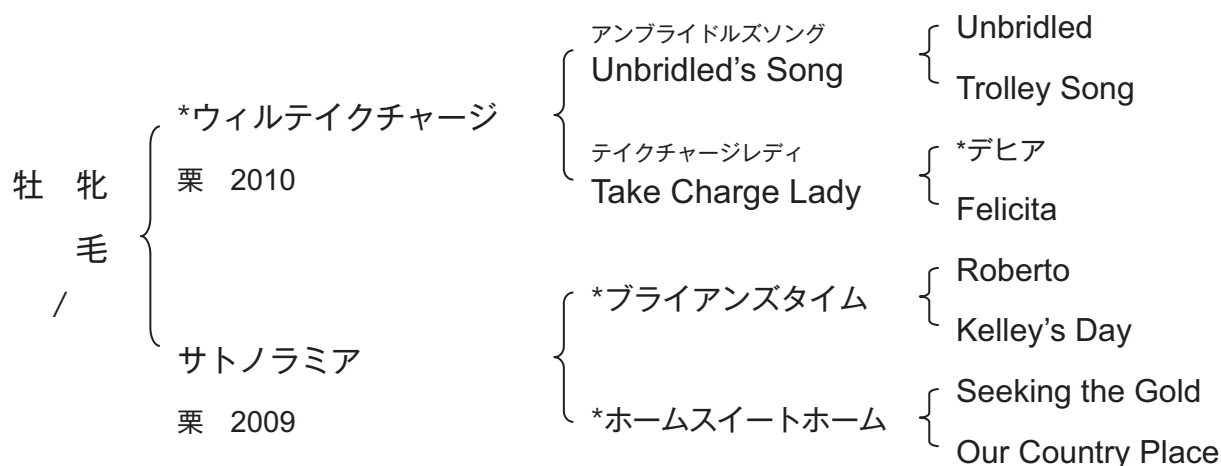 牡 牝
毛
/
*ウィルテイクチャージ
栗 2010
サトノラミア
栗 2009
アンブライドルズソング
Unbridled's Song
テイクチャージレディ
Take Charge Lady
*ブライアンズタイム
*ホームスイートホーム
Unbridled
Trolley Song
*デヒア
Felicita
Roberto
Kelley's Day
Seeking the Gold
Our Country Place